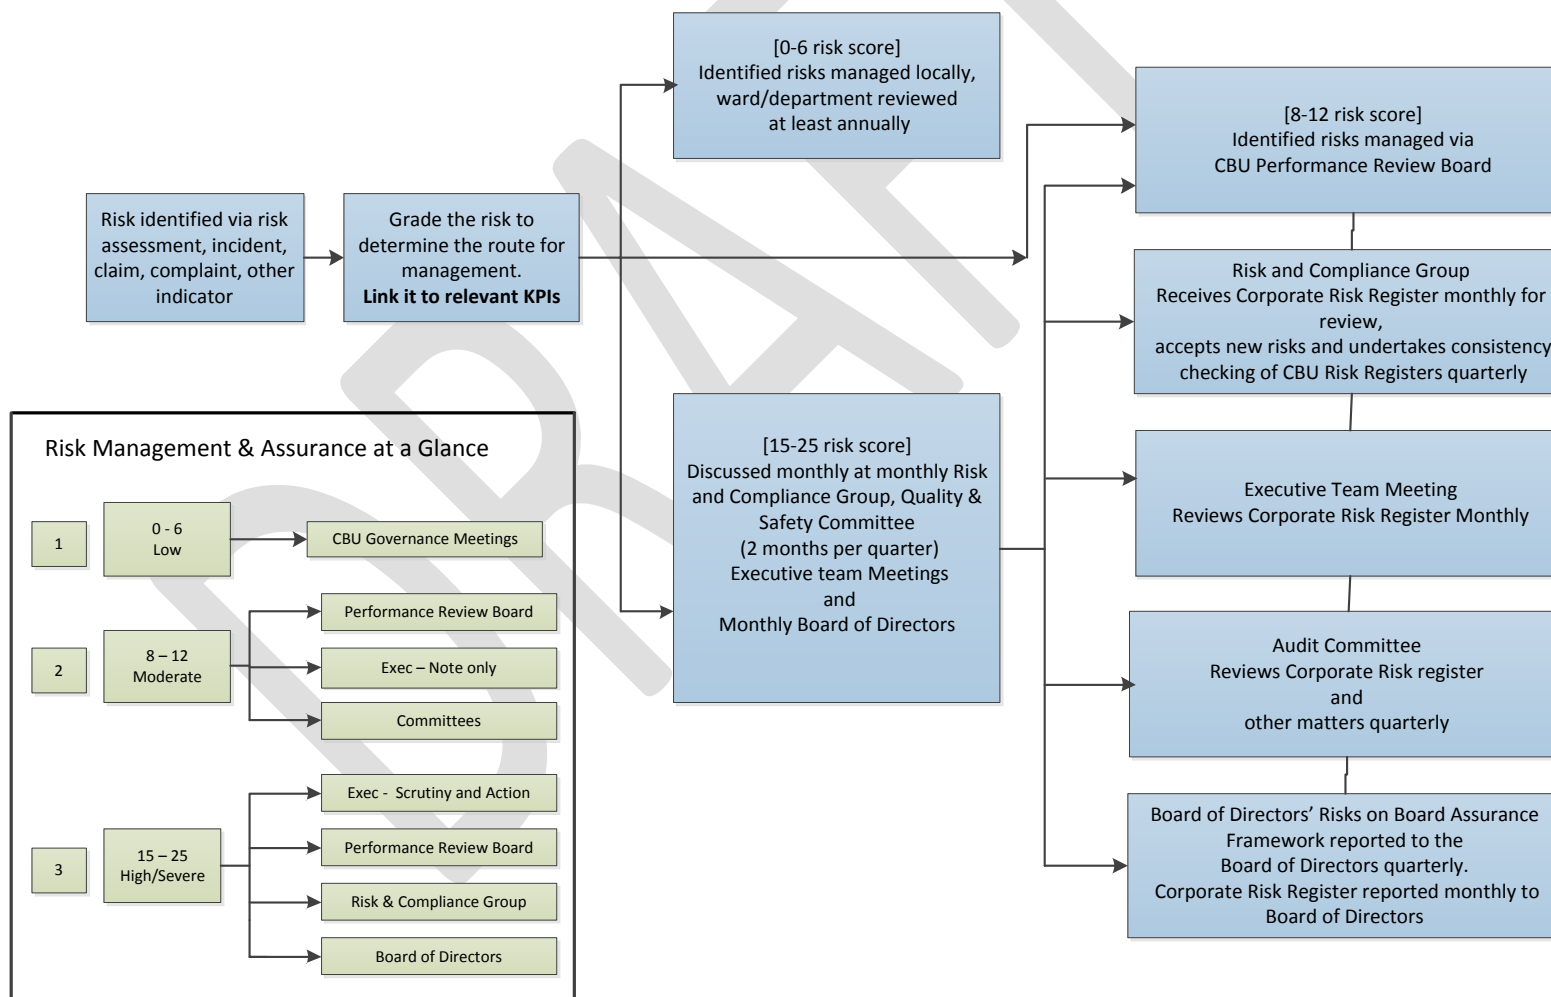 DRAFT
[0-6 risk score]
Identified risks managed locally,
ward/department reviewed
at least annually
[8-12 risk score]
Identified risks managed via
CBU Performance Review Board
Risk identified via risk
assessment, incident,
claim, complaint, other
indicator
Grade the risk to
determine the route for
management.
Link it to relevant KPIs
Risk and Compliance Group
Receives Corporate Risk Register monthly for
review,
accepts new risks and undertakes consistency
checking of CBU Risk Registers quarterly
[15-25 risk score]
Discussed monthly at monthly Risk
and Compliance Group, Quality &
Safety Committee
(2 months per quarter)
Executive team Meetings
and
Monthly Board of Directors
Executive Team Meeting
Reviews Corporate Risk Register Monthly
Audit Committee
Reviews Corporate Risk register
and
other matters quarterly
Board of Directors’ Risks on Board Assurance
Framework reported to the
Board of Directors quarterly.
Corporate Risk Register reported monthly to
Board of Directors
Risk Management & Assurance at a Glance
1
0 - 6
Low
CBU Governance Meetings
2
8 – 12
Moderate
Performance Review Board
Exec – Note only
Committees
3
15 – 25
High/Severe
Exec -  Scrutiny and Action
Performance Review Board
Risk & Compliance Group
Board of Directors